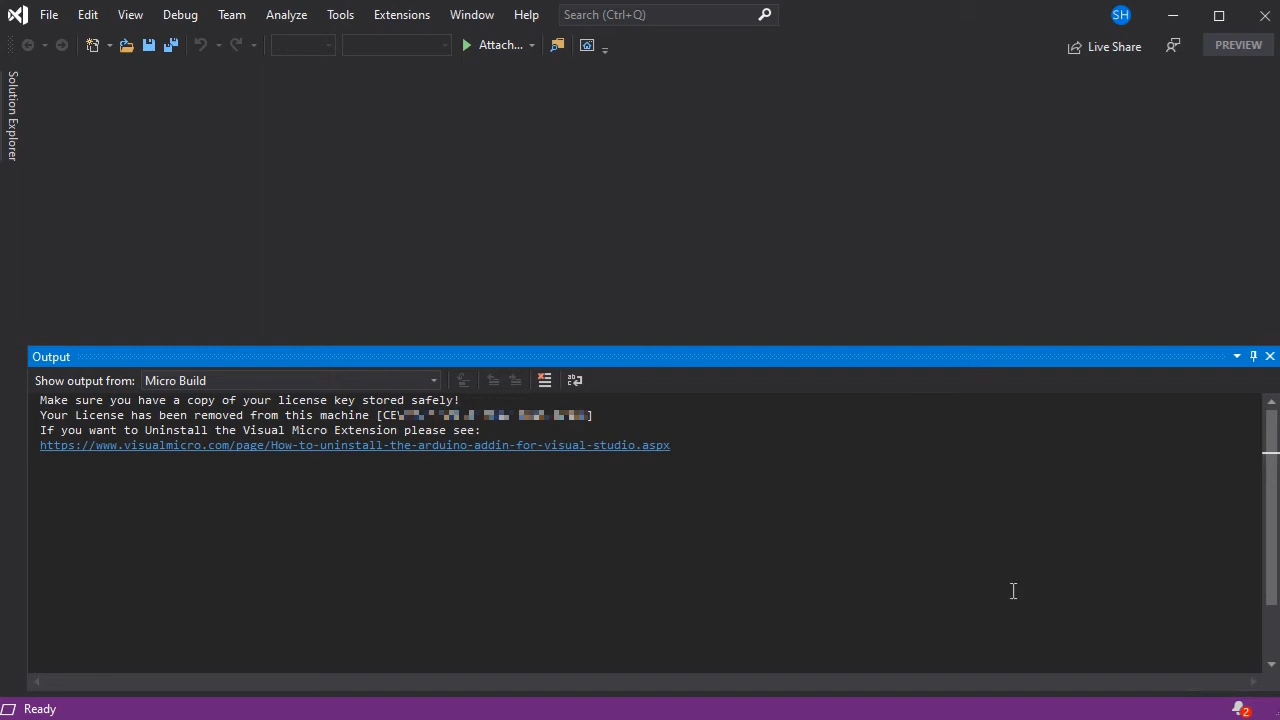 File Edit View Debug Team Analyze Tools Extensions Window Help Search (Ctrl+Q) SH
Attach... Live Share PREVIEW
Solution Explorer
Output
Show output from: Micro Build
Make sure you have a copy of your license key stored safely!
Your License has been removed from this machine [CE ]
If you want to Uninstall the Visual Micro Extension please see:
https://www.visualmicro.com/page/How-to-uninstall-the-arduino-addin-for-visual-studio.aspx
Ready 2